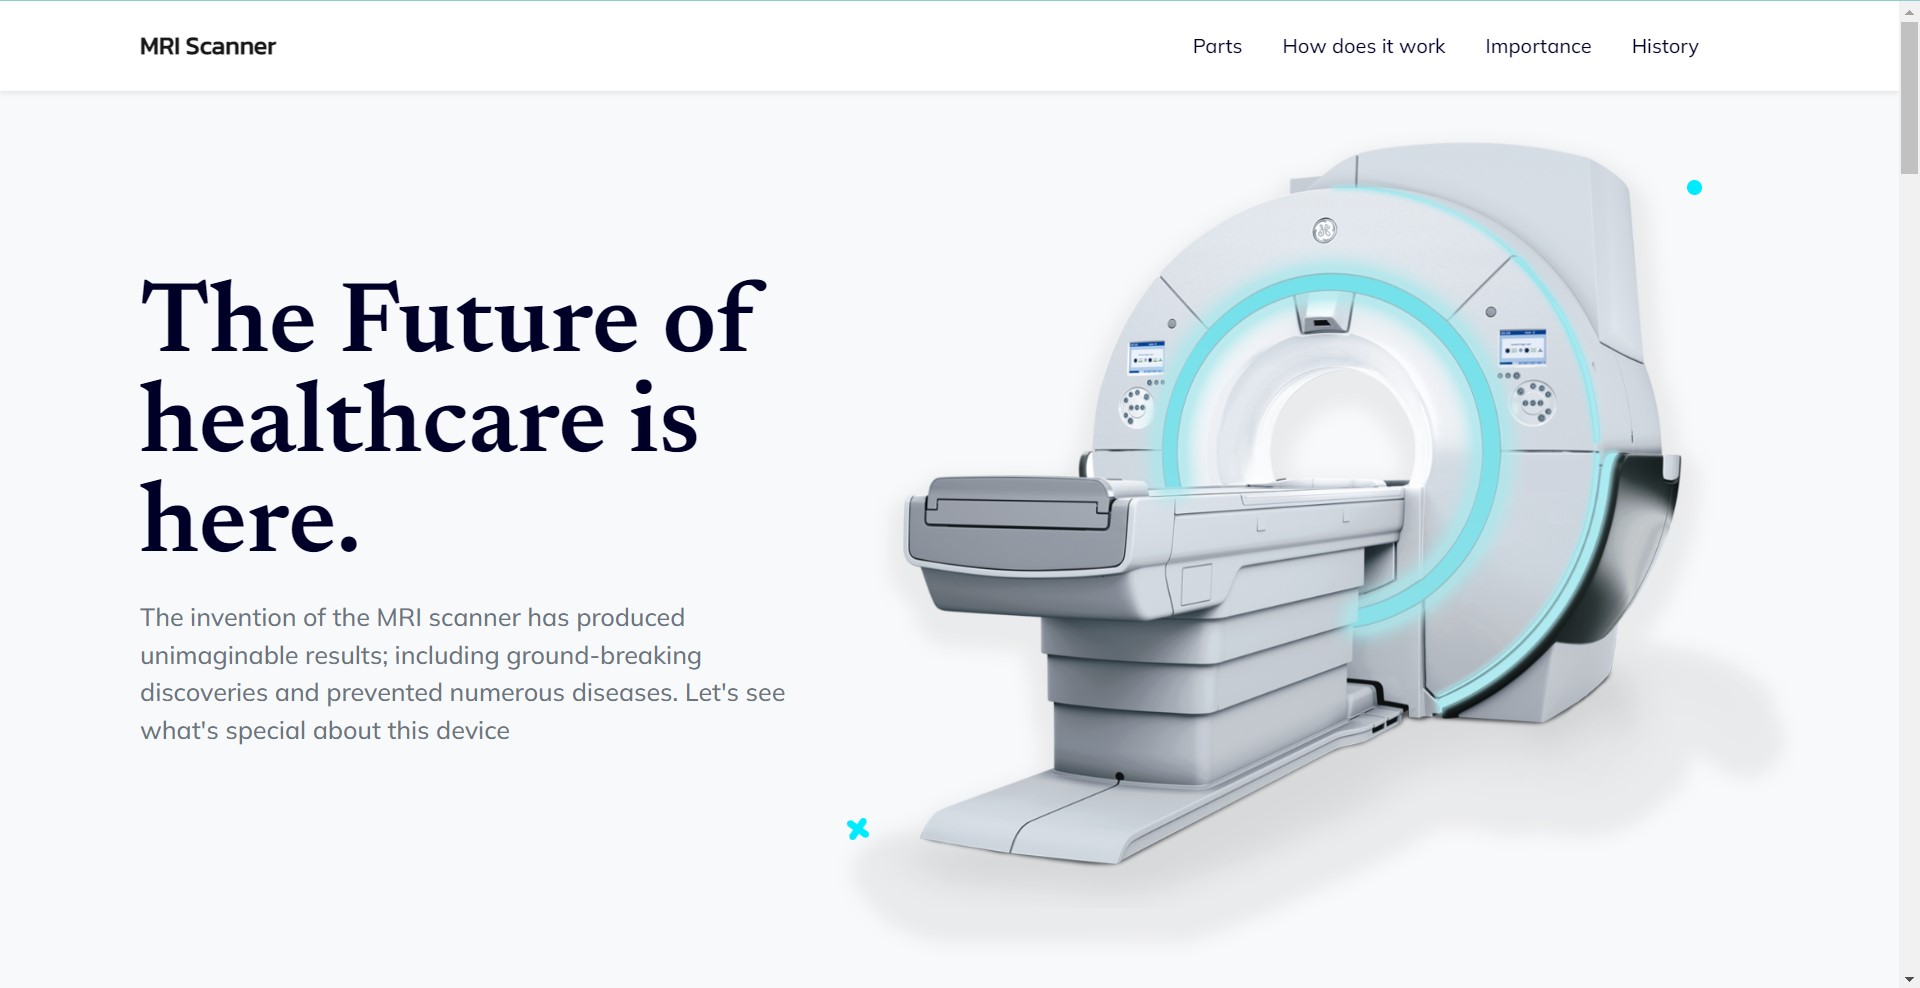 MRI Scanner
Parts
How does it work
Importance
History
The Future of
healthcare is
here.
The invention of the MRI scanner has produced
unimaginable results; including ground-breaking
discoveries and prevented numerous diseases. Let's see
what's special about this device